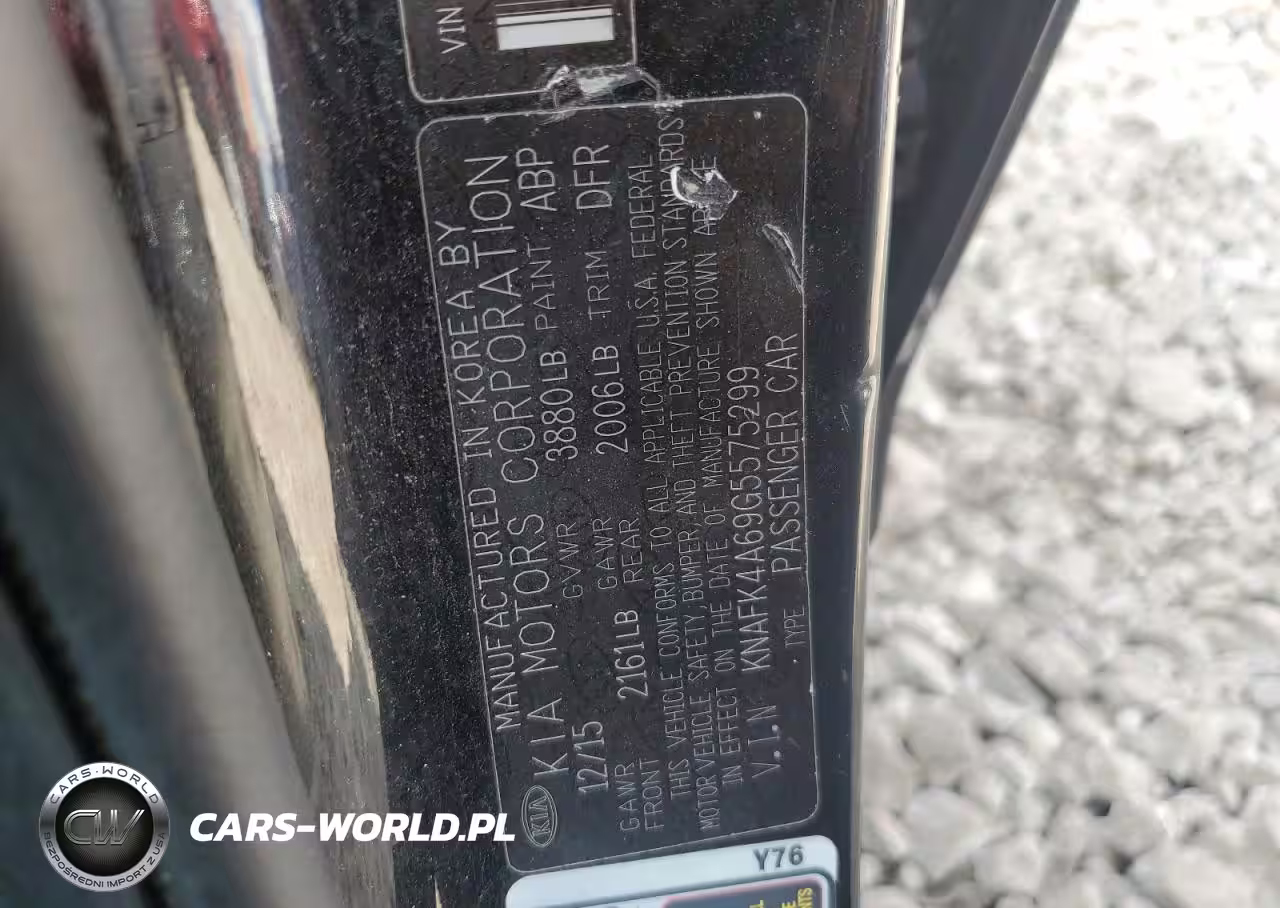 VIN
MANUFACTURED IN KOREA BY
KIA KIA MOTORS CORPORATION
12/15 GVWR 3880LB PAINT ABP
GAWR FRONT 2161LB GAWR REAR 2006LB TRIM DFR
THIS VEHICLE CONFORMS TO ALL APPLICABLE U.S.A. FEDERAL
MOTOR VEHICLE SAFETY, BUMPER, AND THEFT PREVENTION STANDARDS
IN EFFECT ON THE DATE OF MANUFACTURE SHOWN
V.I.N KNAFK4A69G5575299
TYPE PASSENGER CAR
Y76
CARS-WORLD
CW
BEZPOŚREDNI IMPORT Z USA
CARS-WORLD.PL